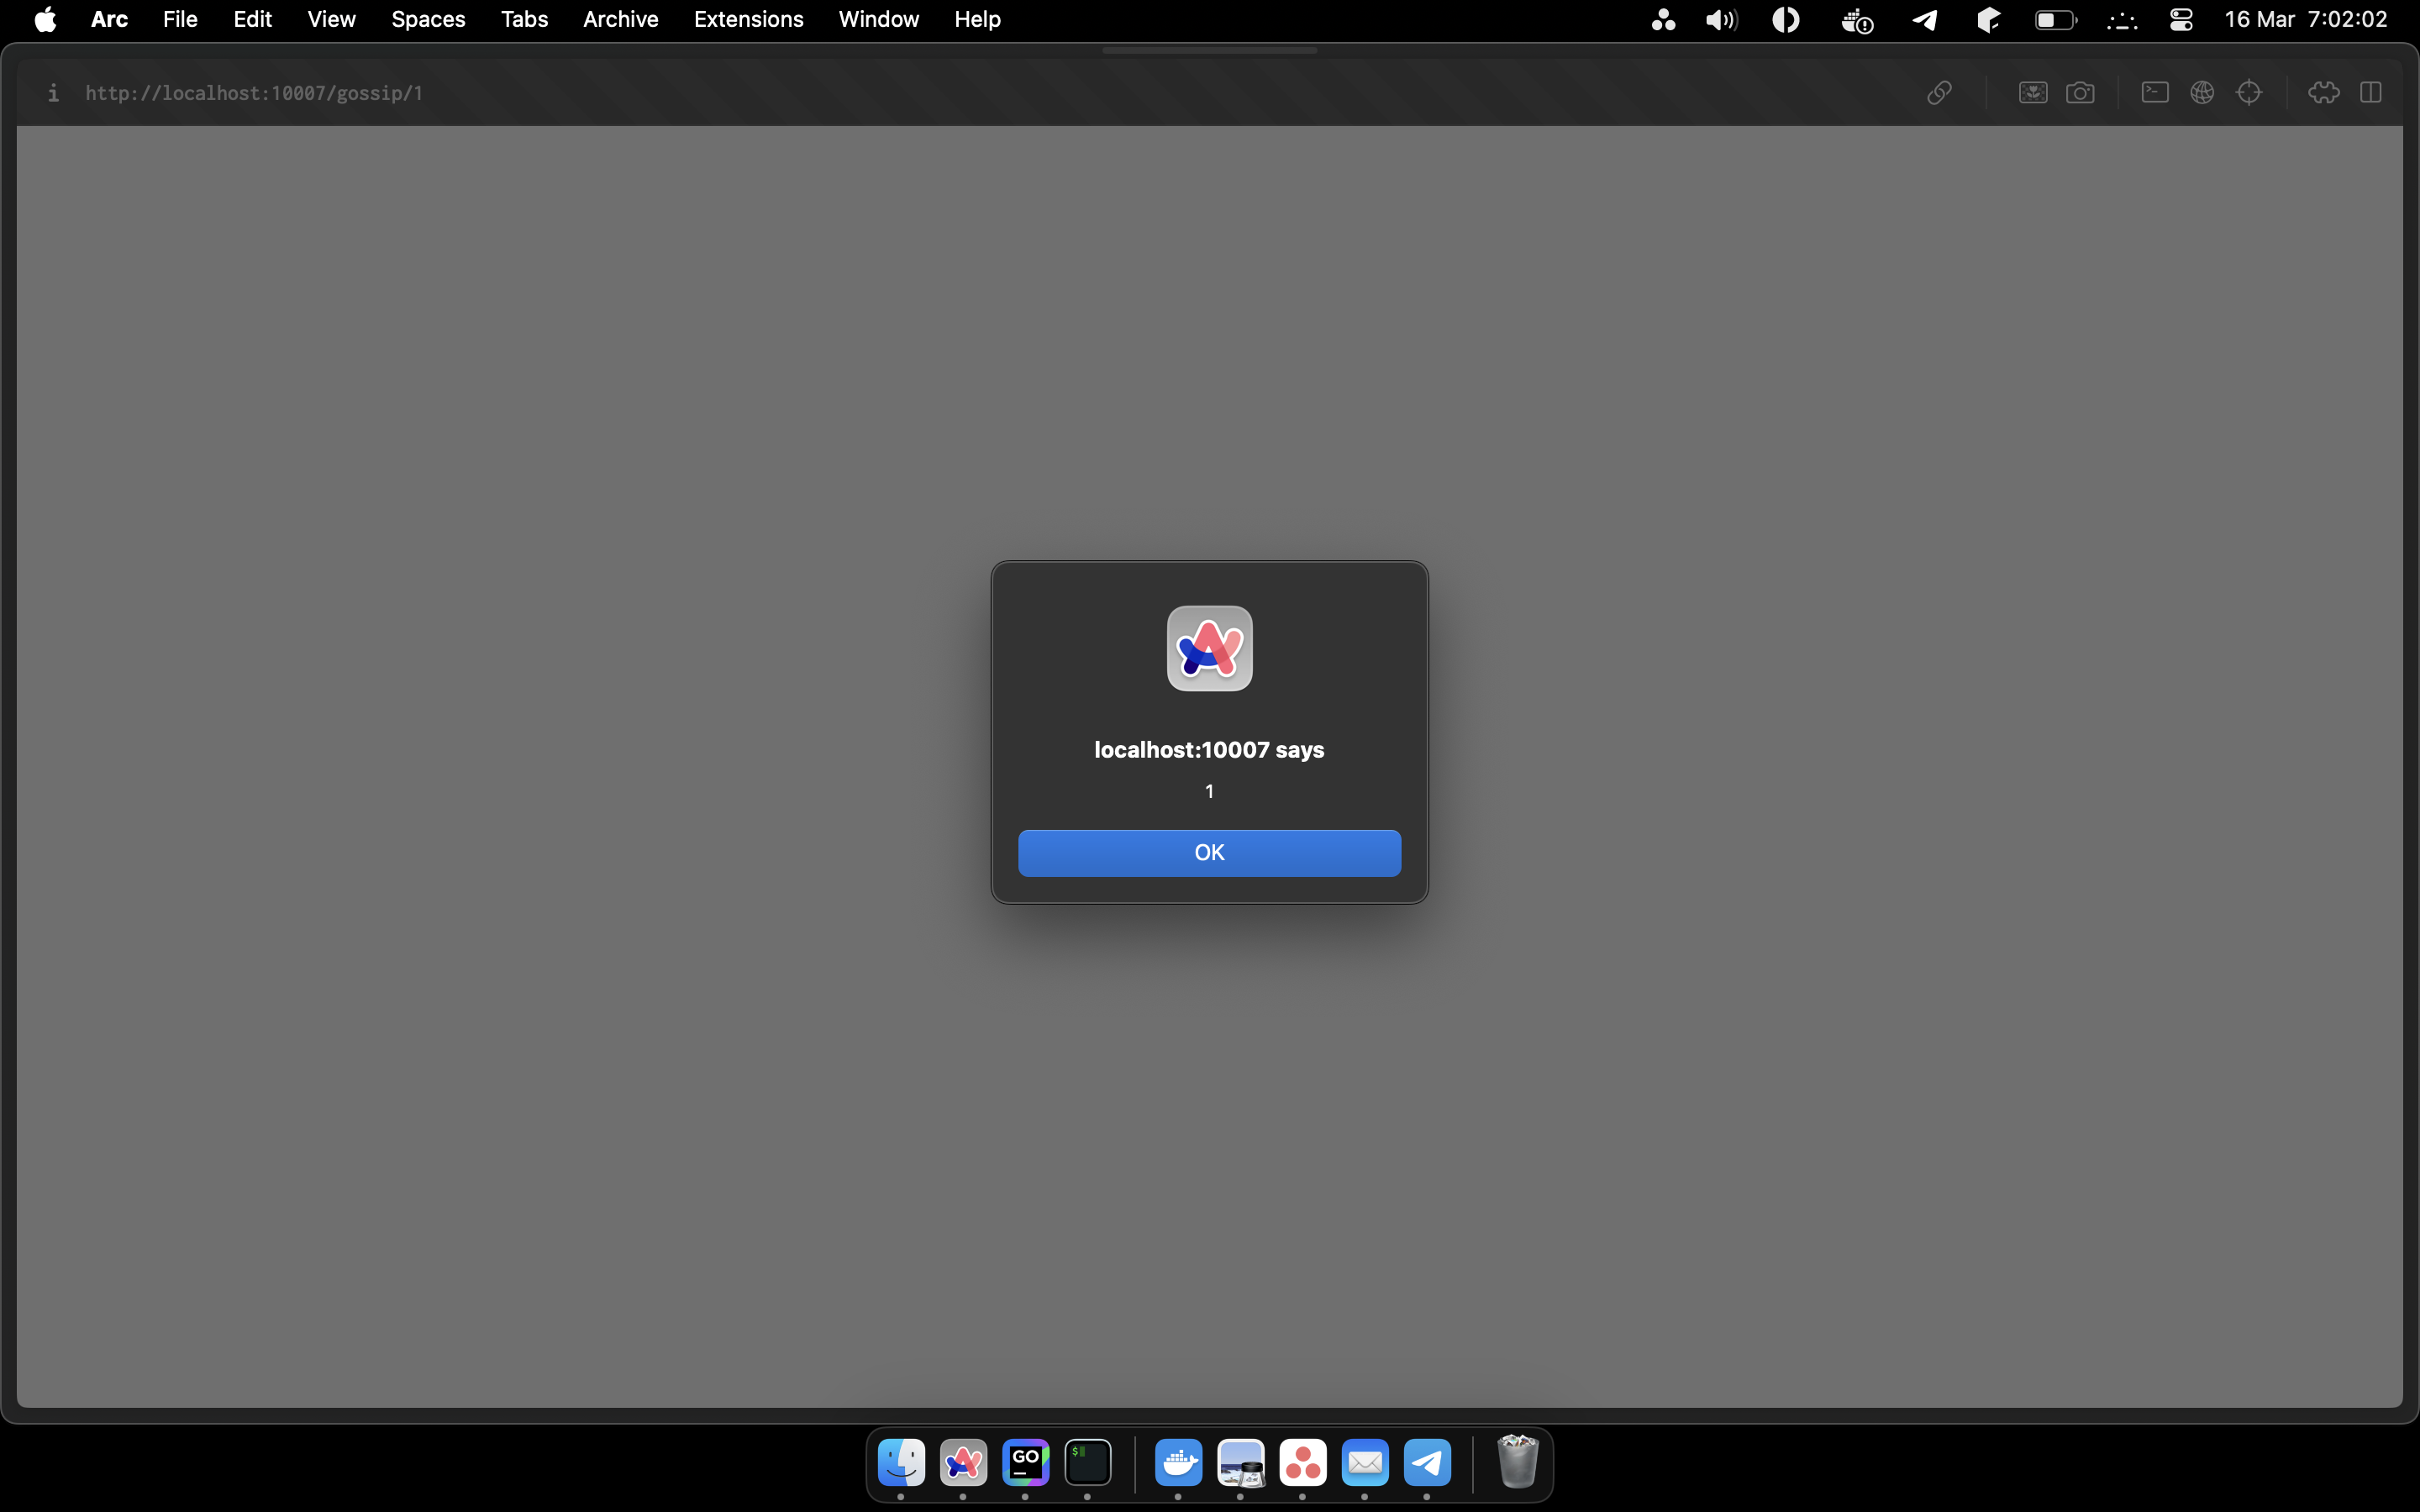 Arc File Edit View Spaces Tabs Archive Extensions Window Help 16 Mar 7:02:02
http://localhost:10007/gossip/1
localhost:10007 says
1
OK
GO
$